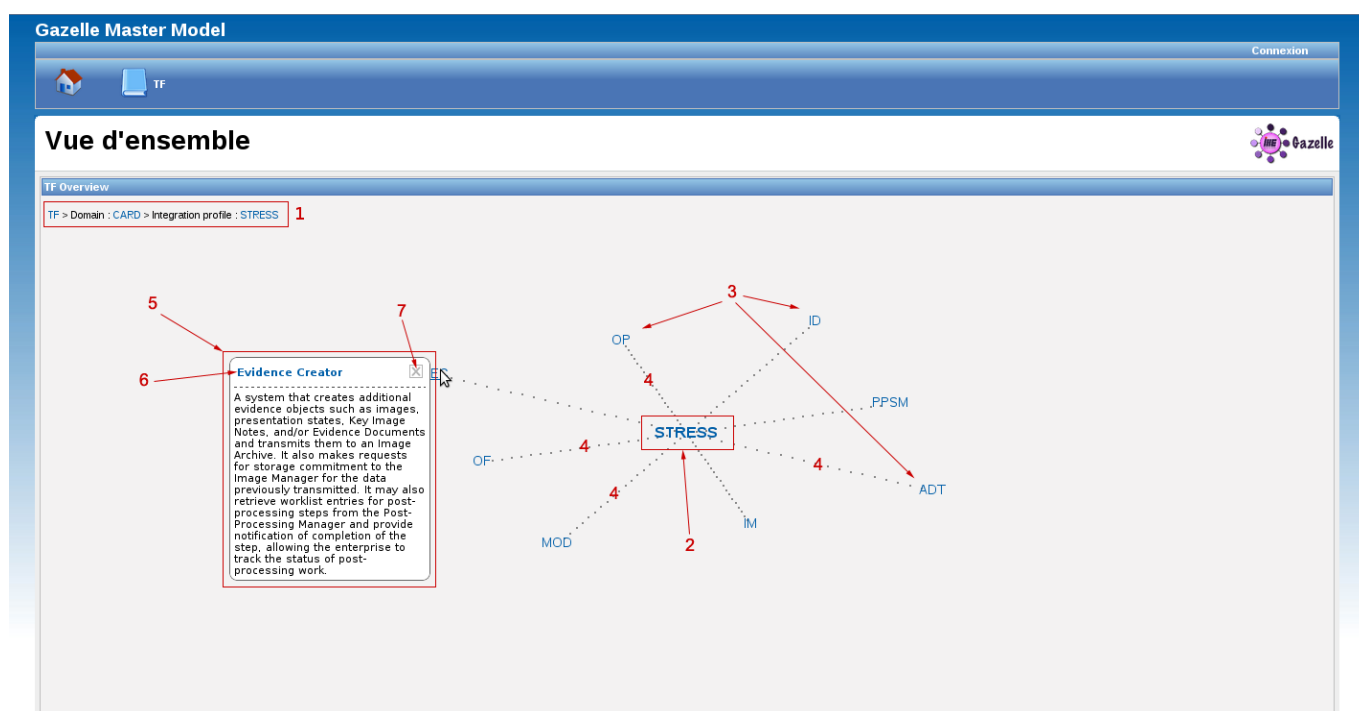 Gazelle Master Model
Connexion
TF
Vue d'ensemble
IHE Gazelle
TF Overview
TF > Domain : CARD > Integration profile : STRESS
1
5
7
3
ID
OP
6
Evidence Creator
4
A system that creates additional
evidence objects such as images,
presentation states, Key Image
Notes, and/or Evidence Documents
and transmits them to an Image
Archive. It also makes requests
for storage commitment to the
Image Manager for the data
previously transmitted. It may also
retrieve worklist entries for post-
processing steps from the Post-
Processing Manager and provide
notification of completion of the
step, allowing the enterprise to
track the status of post-
processing work.
PPSM
STRESS
4
OF
4
ADT
4
IM
MOD
2